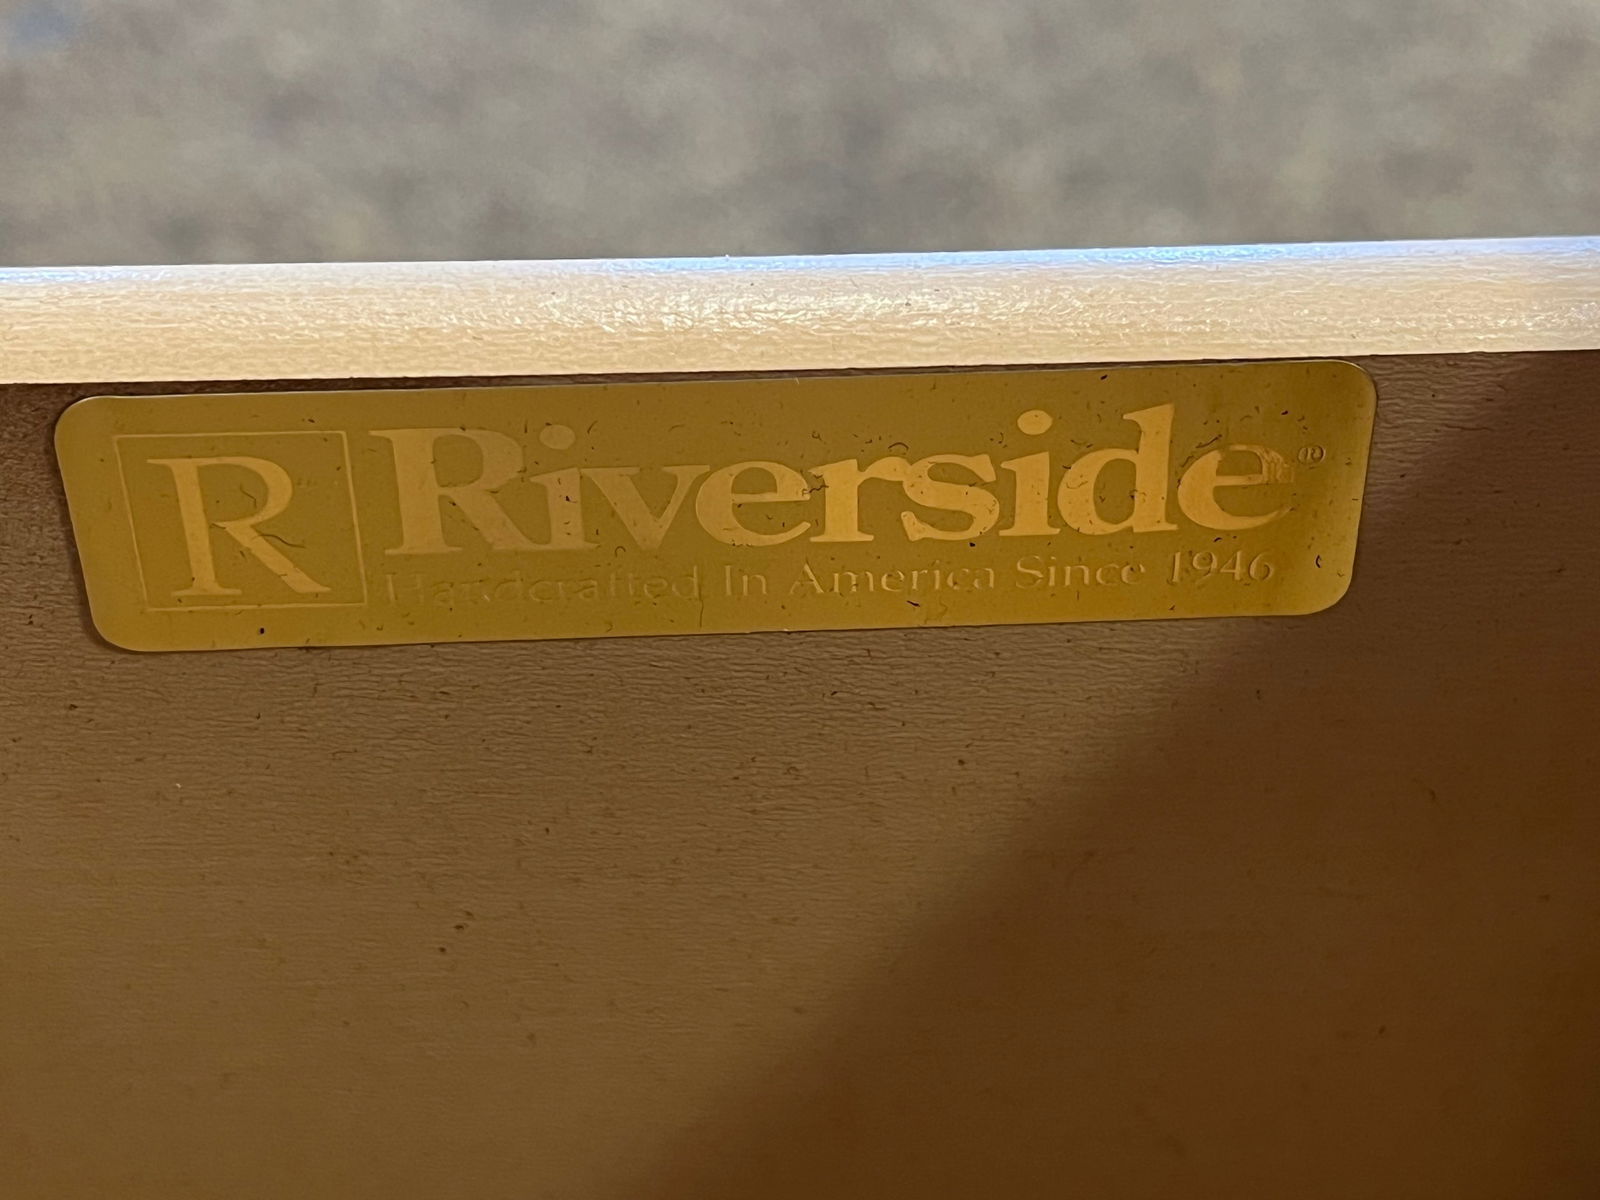 R Riverside®
Handcrafted In America Since 1946